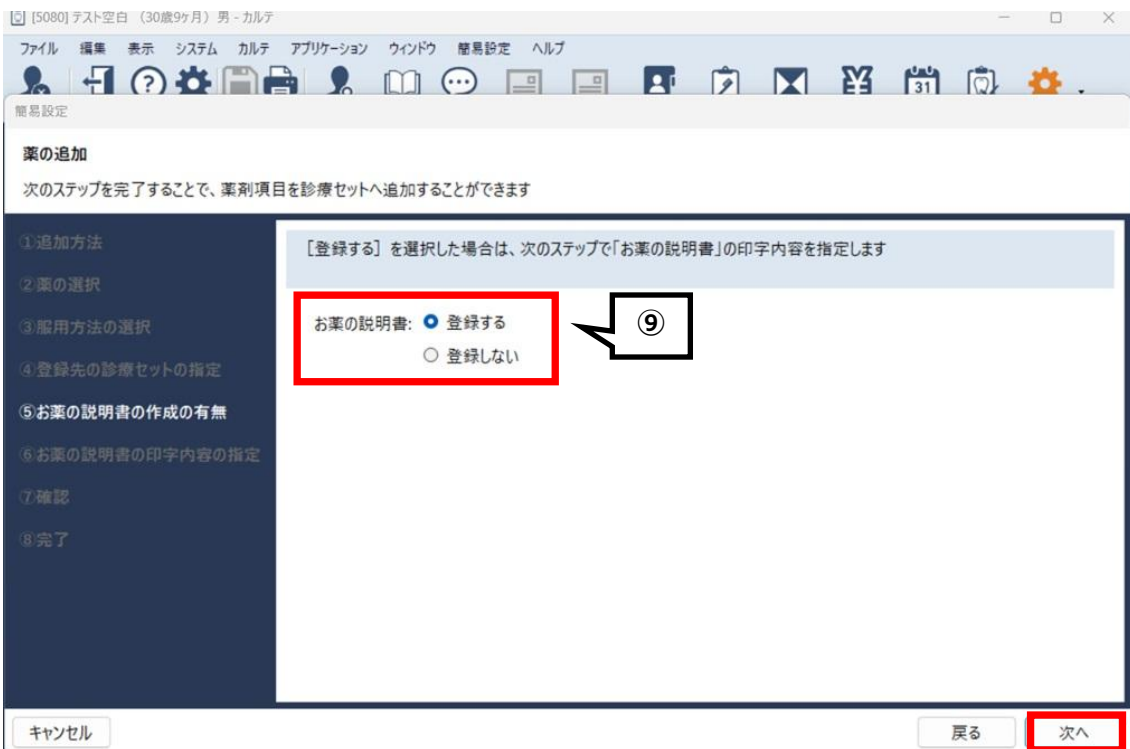 [5080] テスト空白 (30歳9ケ月) 男 - カルテ
ファイル 編集 表示 システム カルテ アプリケーション ウィンドウ 簡易設定 ヘルプ
31
簡易設定
薬の追加
次のステップを完了することで、薬剤項目を診療セットへ追加することができます
①追加方法
②薬の選択
③服用方法の選択
④登録先の診療セットの指定
⑤お薬の説明書の作成の有無
⑥お薬の説明書の印字内容の指定
⑦確認
⑧完了
[登録する] を選択した場合は、次のステップで「お薬の説明書」の印字内容を指定します
お薬の説明書: 登録する
登録しない
⑨
キャンセル 戻る 次へ